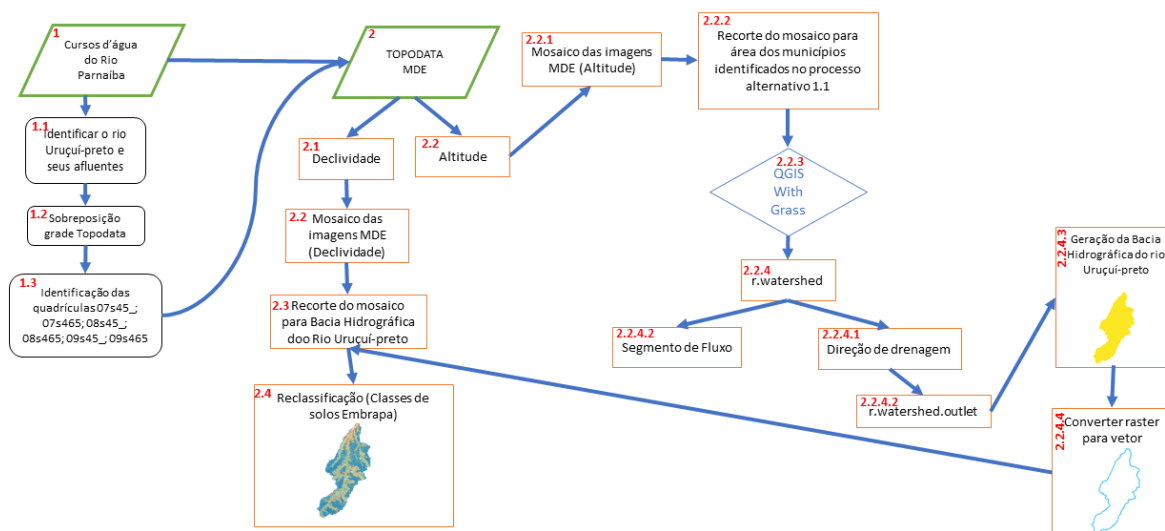 1
Cursos d'água
do Rio
Parnaíba
1.1
Identificar o rio
Uruçuí-preto e
seus afluentes
1.2
Sobreposição
grade Topodata
1.3
Identificação das
quadrículas 07s45_;
07s465; 08s45_;
08s465; 09s45_; 09s465
2
TOPODATA
MDE
2.1
Declividade
2.2
Altitude
2.2
Mosaico das
imagens MDE
(Declividade)
2.3
Recorte do mosaico
para Bacia Hidrográfica
doo Rio Uruçuí-preto
2.4
Reclassificação (Classes de
solos Embrapa)
2.2.1
Mosaico das imagens
MDE (Altitude)
2.2.2
Recorte do mosaico para
área dos municípios
identificados no processo
alternativo 1.1
2.2.3
QGIS
With
Grass
2.2.4
r.watershed
2.2.4.2
Segmento de Fluxo
2.2.4.1
Direção de drenagem
2.2.4.2
r.watershed.outlet
2.2.4.3
Geração da Bacia
Hidrográfica do rio
Uruçuí-preto
2.2.4.4
Converter raster
para vetor